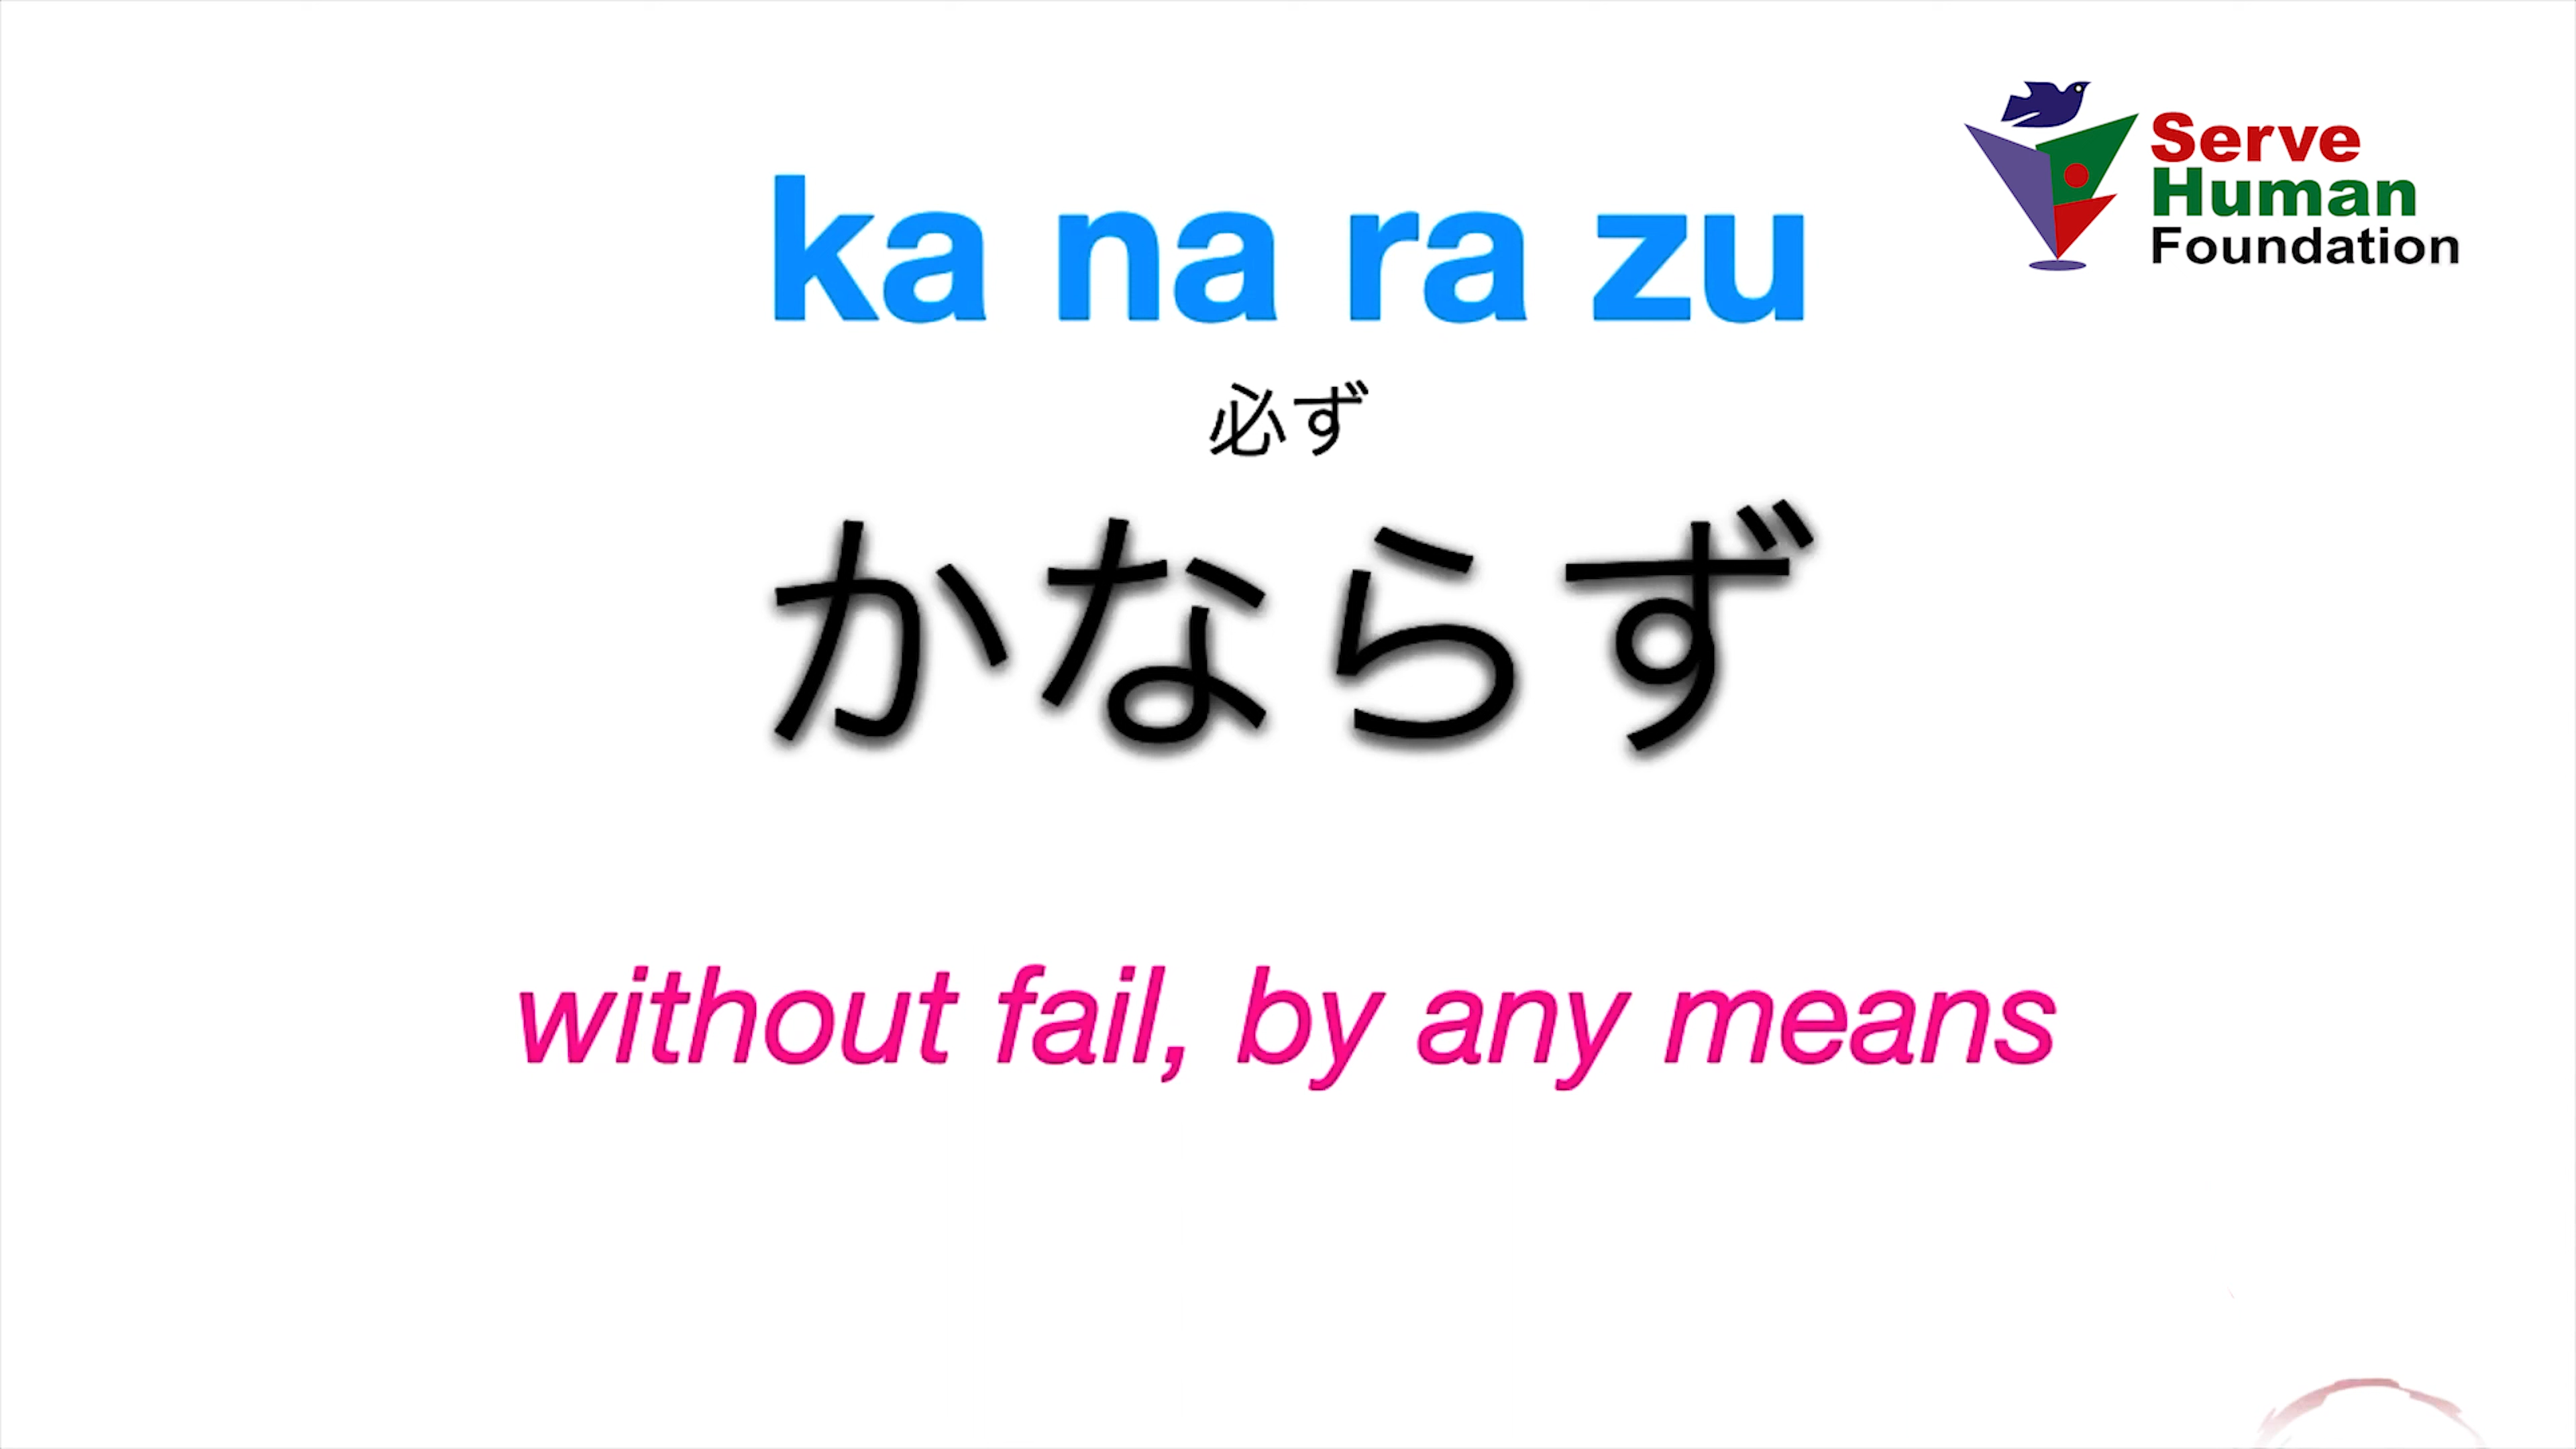 ka na ra zu
必ず
かならず
without fail, by any means
Serve
Human
Foundation